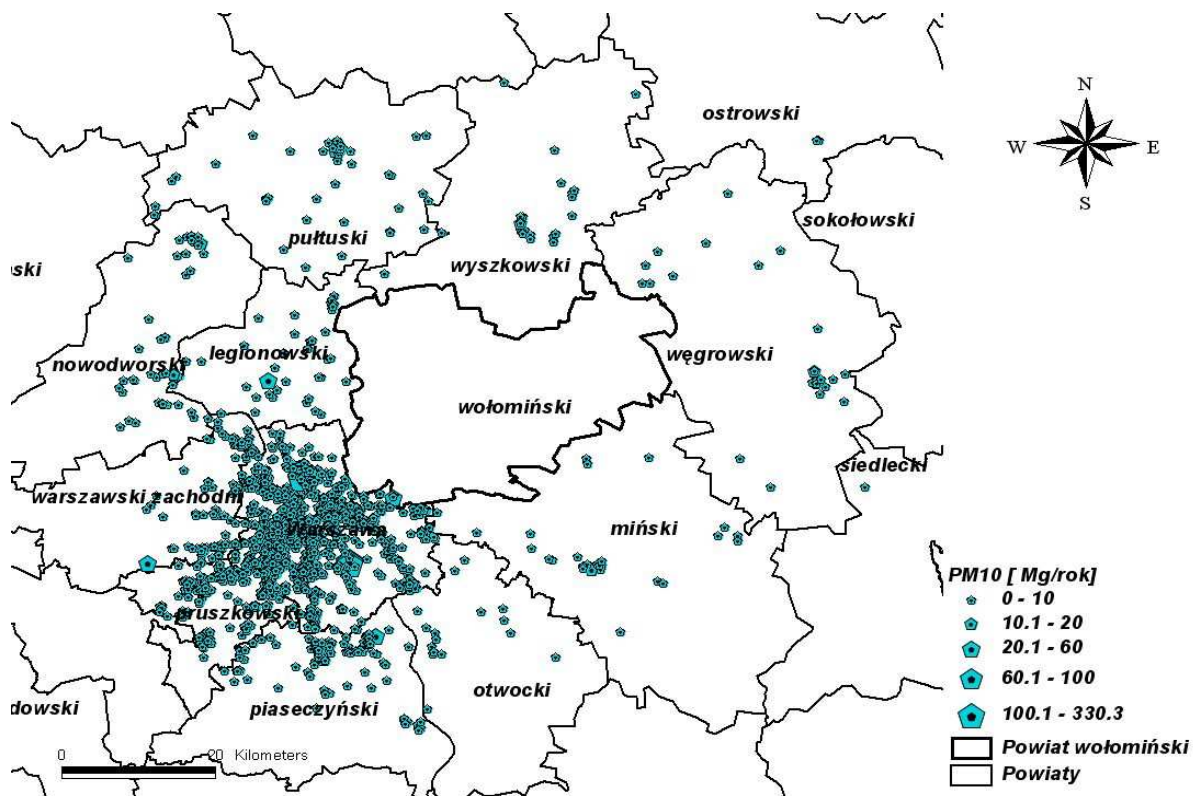 N
W E
S
ostrowski
sokołowski
pułtuski
ski
wyszkowski
legionowski
nowodworski
węgrowski
wołomiński
siedlecki
warszawski zachodni
Warszawa
miński
pruszkowski
otwocki
dowski
piaseczyński
0 20 Kilometers
PM10 [ Mg/rok]
0 - 10
10.1 - 20
20.1 - 60
60.1 - 100
100.1 - 330.3
Powiat wołomiński
Powiaty